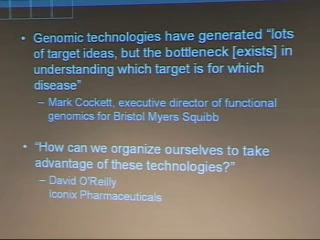 • Genomic technologies have generated “lots
of target ideas, but the bottleneck [exists] in
understanding which target is for which
disease”
– Mark Cockett, executive director of functional
genomics for Bristol Myers Squibb
• “How can we organize ourselves to take
advantage of these technologies?”
– David O'Reilly
Iconix Pharmaceuticals